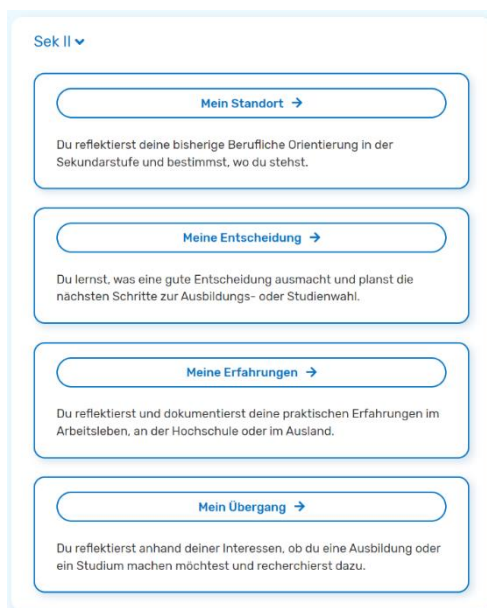 Sek II
Mein Standort →
Du reflektierst deine bisherige Berufliche Orientierung in der
Sekundarstufe und bestimmst, wo du stehst.
Meine Entscheidung →
Du lernst, was eine gute Entscheidung ausmacht und planst die
nächsten Schritte zur Ausbildungs- oder Studienwahl.
Meine Erfahrungen →
Du reflektierst und dokumentierst deine praktischen Erfahrungen im
Arbeitsleben, an der Hochschule oder im Ausland.
Mein Übergang →
Du reflektierst anhand deiner Interessen, ob du eine Ausbildung oder
ein Studium machen möchtest und recherchierst dazu.